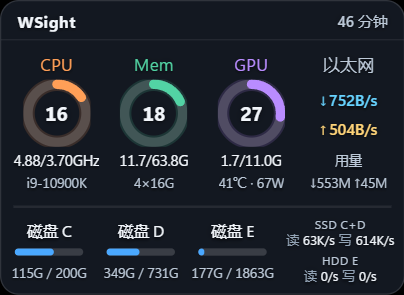 WSight 46 分钟
CPU Mem GPU 以太网
16 18 27 ↓752B/s
↑504B/s
4.88/3.70GHz 11.7/63.8G 1.7/11.0G 用量
i9-10900K 4×16G 41℃ · 67W ↓553M ↑45M
磁盘 C 磁盘 D 磁盘 E SSD C+D
读 63K/s 写 614K/s
HDD E
115G / 200G 349G / 731G 177G / 1863G 读 0/s 写 0/s